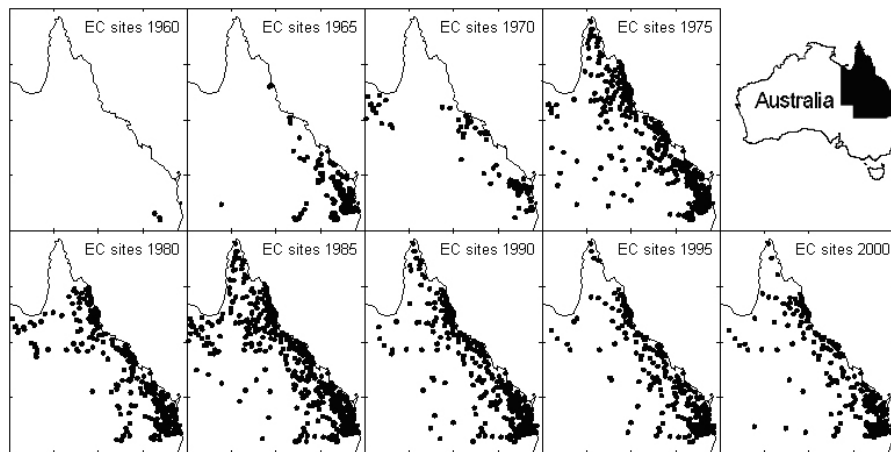 EC sites 1960
EC sites 1965
EC sites 1970
EC sites 1975
Australia
EC sites 1980
EC sites 1985
EC sites 1990
EC sites 1995
EC sites 2000